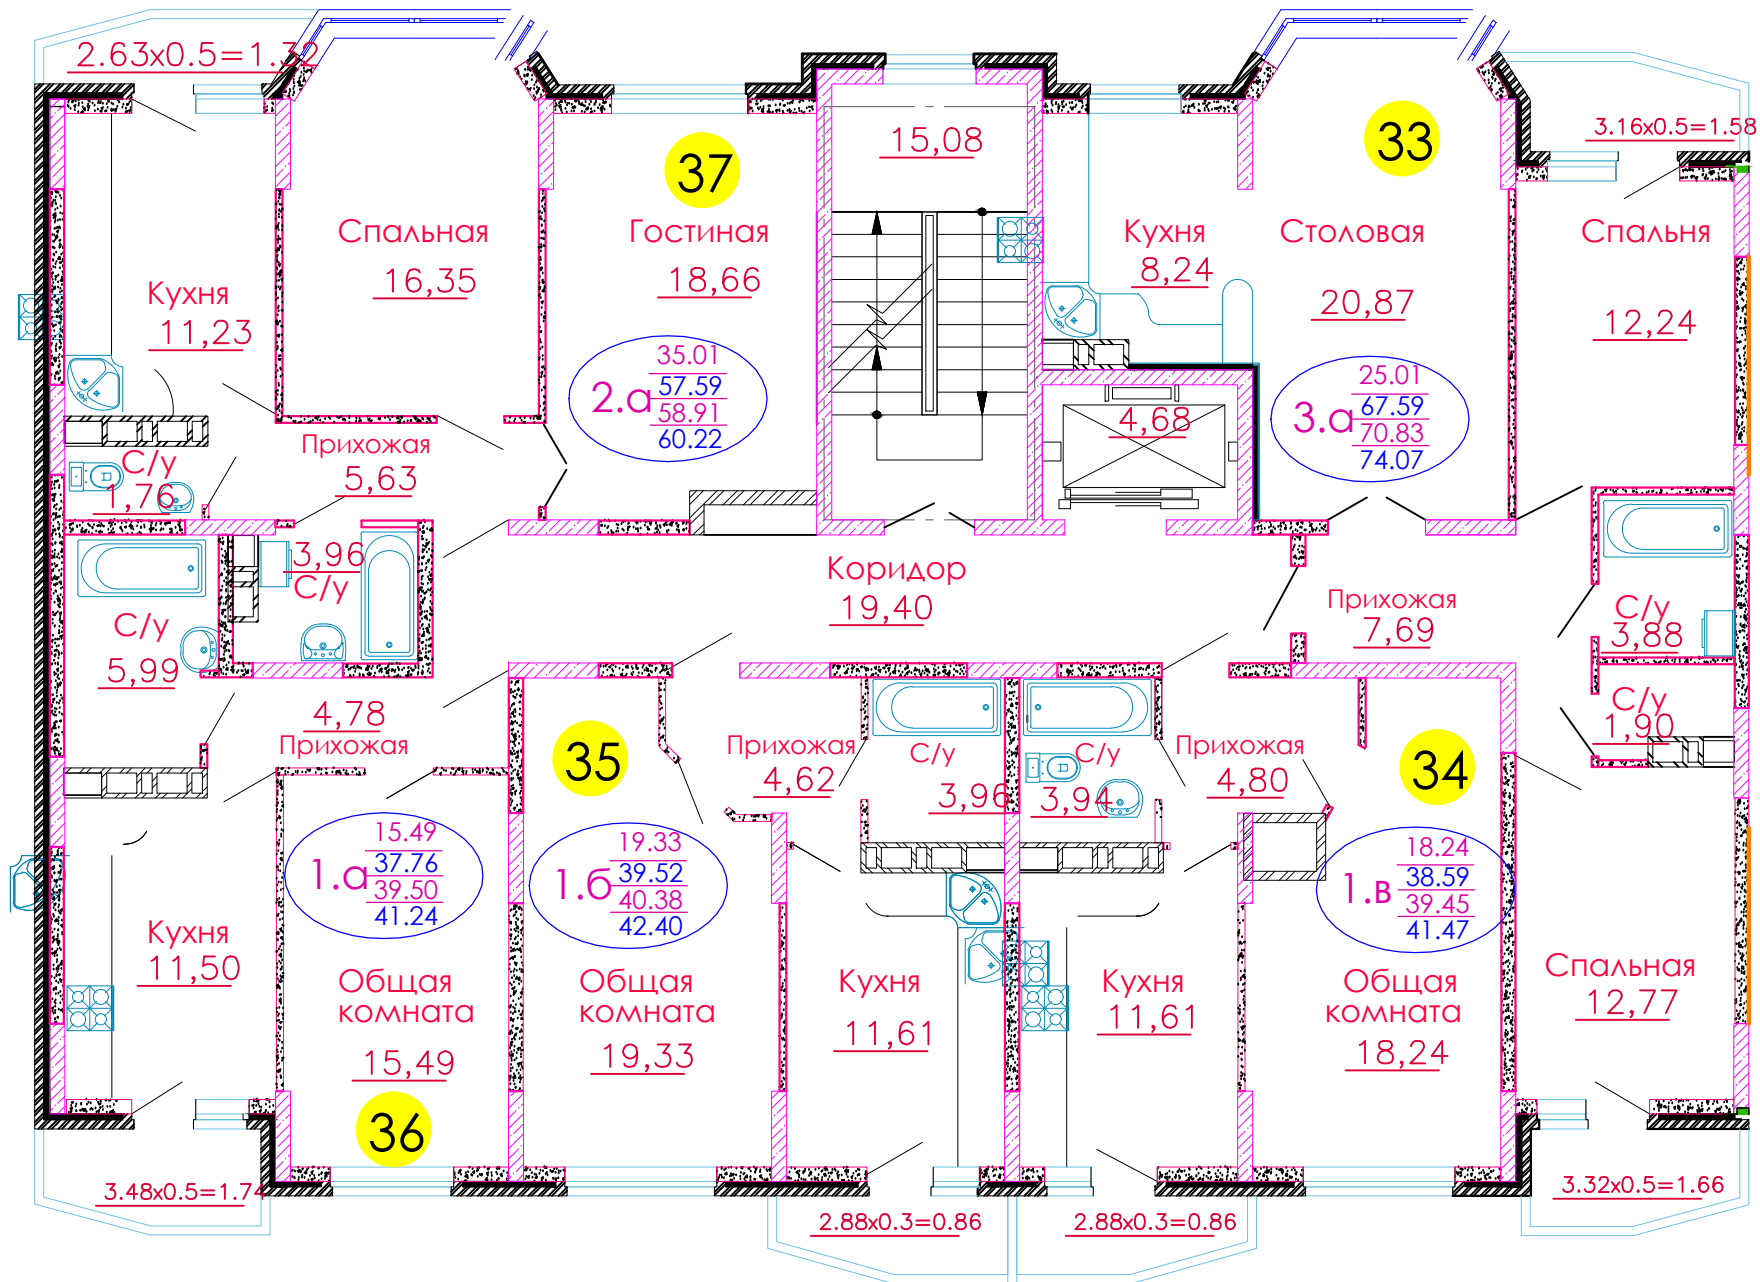 2.63x0.5=1.32
3.16x0.5=1.58
15,08
37
33
Спальная
16,35
Гостиная
18,66
Кухня
8,24
Столовая
20,87
Спальня
12,24
Кухня
11,23
2.а
35.01
57.59
58.91
60.22
3.а
25.01
67.59
70.83
74.07
4,68
С/у
1,76
Прихожая
5,63
3,96
С/у
Коридор
19,40
Прихожая
7,69
С/у
3,88
С/у
5,99
С/у
1,90
4,78
Прихожая
35
Прихожая
4,62
С/у
3,96
С/у
3,94
Прихожая
4,80
34
1.а
15.49
37.76
39.50
41.24
1.б
19.33
39.52
40.38
42.40
1.в
18.24
38.59
39.45
41.47
Кухня
11,50
Общая
комната
15,49
Общая
комната
19,33
Кухня
11,61
Кухня
11,61
Общая
комната
18,24
Спальная
12,77
36
3.48x0.5=1.74
2.88x0.3=0.86
2.88x0.3=0.86
3.32x0.5=1.66